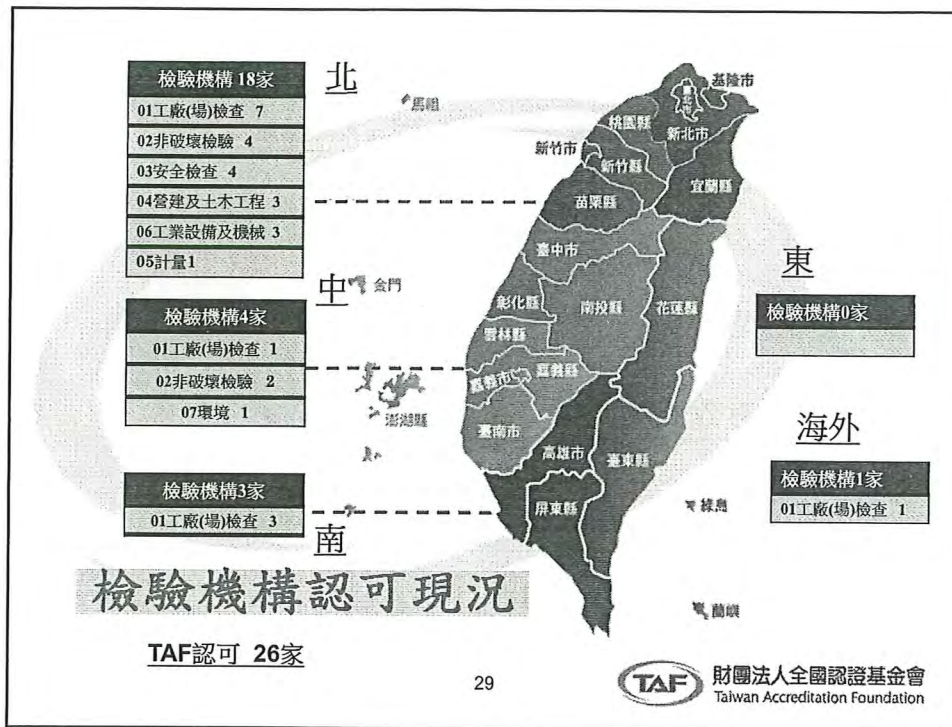 北
檢驗機構 18家
01工廠(場)檢查 7
02非破壞檢驗 4
03安全檢查 4
04營建及土木工程 3
06工業設備及機械 3
05計量1
中
檢驗機構4家
01工廠(場)檢查 1
02非破壞檢驗 2
07環境 1
檢驗機構3家
01工廠(場)檢查 3
南
馬祖
金門
澎湖縣
基隆市
臺北市
桃園縣
新北市
新竹市
新竹縣
宜蘭縣
苗栗縣
臺中市
彰化縣
南投縣
花蓮縣
雲林縣
嘉義市
嘉義縣
臺南市
高雄市
臺東縣
屏東縣
綠島
蘭嶼
東
檢驗機構0家
海外
檢驗機構1家
01工廠(場)檢查 1
檢驗機構認可現況
TAF認可 26家
29
TAF
財團法人全國認證基金會
Taiwan Accreditation Foundation